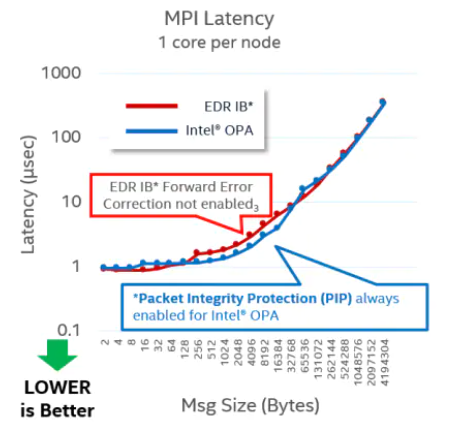 MPI Latency
1 core per node
1000
100
10
1
0.1
Latency (µsec)
EDR IB*
Intel® OPA
EDR IB* Forward Error
Correction not enabled3
*Packet Integrity Protection (PIP) always
enabled for Intel® OPA
2
4
8
16
32
64
128
256
512
1024
2048
4096
8192
16384
32768
65536
131072
262144
524288
1048576
2097152
4194304
Msg Size (Bytes)
LOWER
is Better